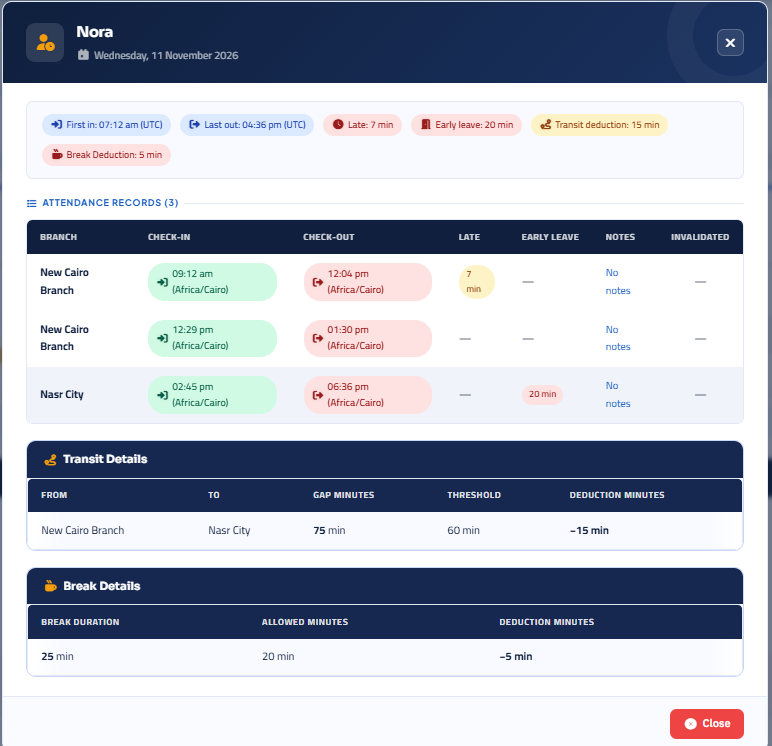 Nora
Wednesday, 11 November 2026
First in: 07:12 am (UTC)
Last out: 04:36 pm (UTC)
Late: 7 min
Early leave: 20 min
Transit deduction: 15 min
Break Deduction: 5 min
ATTENDANCE RECORDS (3)
BRANCH CHECK-IN CHECK-OUT LATE EARLY LEAVE NOTES INVALIDATED
New Cairo
Branch
09:12 am
(Africa/Cairo)
12:04 pm
(Africa/Cairo)
7
min
—
No
notes
—
New Cairo
Branch
12:29 pm
(Africa/Cairo)
01:30 pm
(Africa/Cairo)
—
—
No
notes
—
Nasr City
02:45 pm
(Africa/Cairo)
06:36 pm
(Africa/Cairo)
—
20 min
No
notes
—
Transit Details
FROM TO GAP MINUTES THRESHOLD DEDUCTION MINUTES
New Cairo Branch Nasr City 75 min 60 min −15 min
Break Details
BREAK DURATION ALLOWED MINUTES DEDUCTION MINUTES
25 min 20 min −5 min
Close